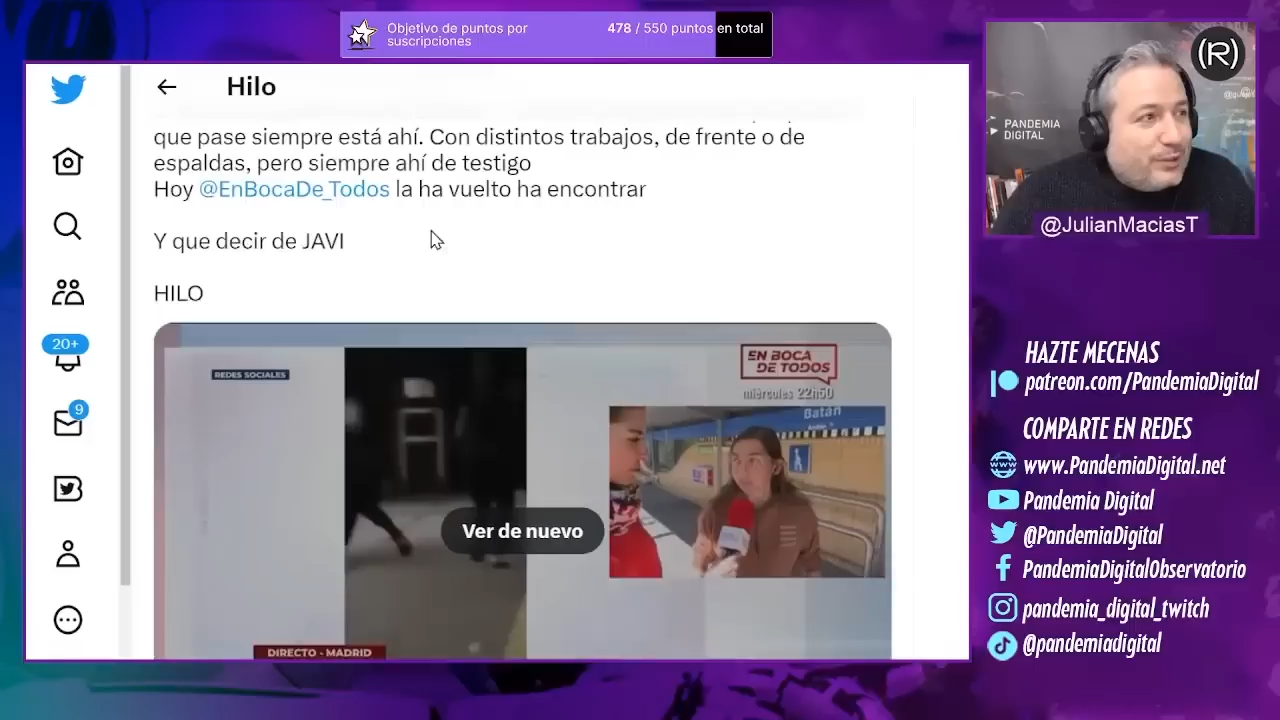 Objetivo de puntos por
suscripciones
478 / 550 puntos en total
Hilo
que pase siempre está ahí. Con distintos trabajos, de frente o de
espaldas, pero siempre ahí de testigo
Hoy @EnBocaDe_Todos la ha vuelto ha encontrar
Y que decir de JAVI
HILO
20+
9
REDES SOCIALES
EN BOCA
DE TODOS
miércoles 22h50
Batán
Ver de nuevo
DIRECTO - MADRID
(R)
PANDEMIA
DIGITAL
@JulianMaciasT
HAZTE MECENAS
patreon.com/PandemiaDigital
COMPARTE EN REDES
www
www.PandemiaDigital.net
Pandemia Digital
@PandemiaDigital
PandemiaDigitalObservatorio
pandemia_digital_twitch
@pandemiadigital